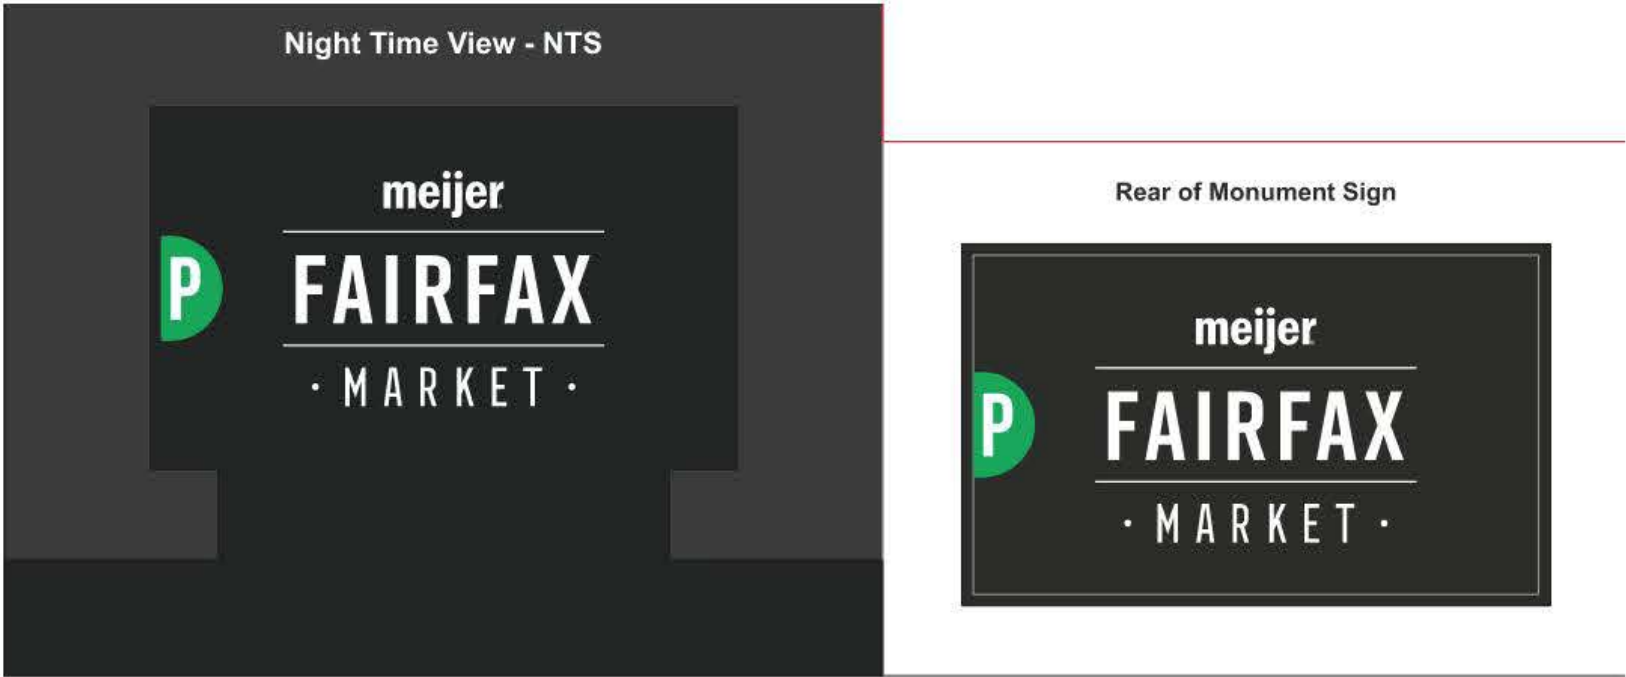 Night Time View - NTS
meijer
P
FAIRFAX
· MARKET ·
Rear of Monument Sign
meijer
P
FAIRFAX
· MARKET ·